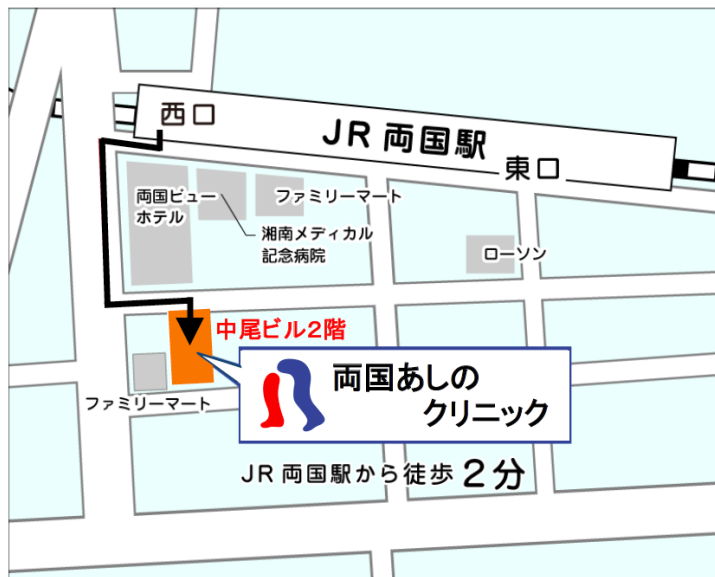 西口
JR 両国駅
東口
両国ビュー
ホテル
ファミリーマート
湘南メディカル
記念病院
ローソン
中尾ビル2階
両国あしの
クリニック
ファミリーマート
JR 両国駅から徒歩 2分